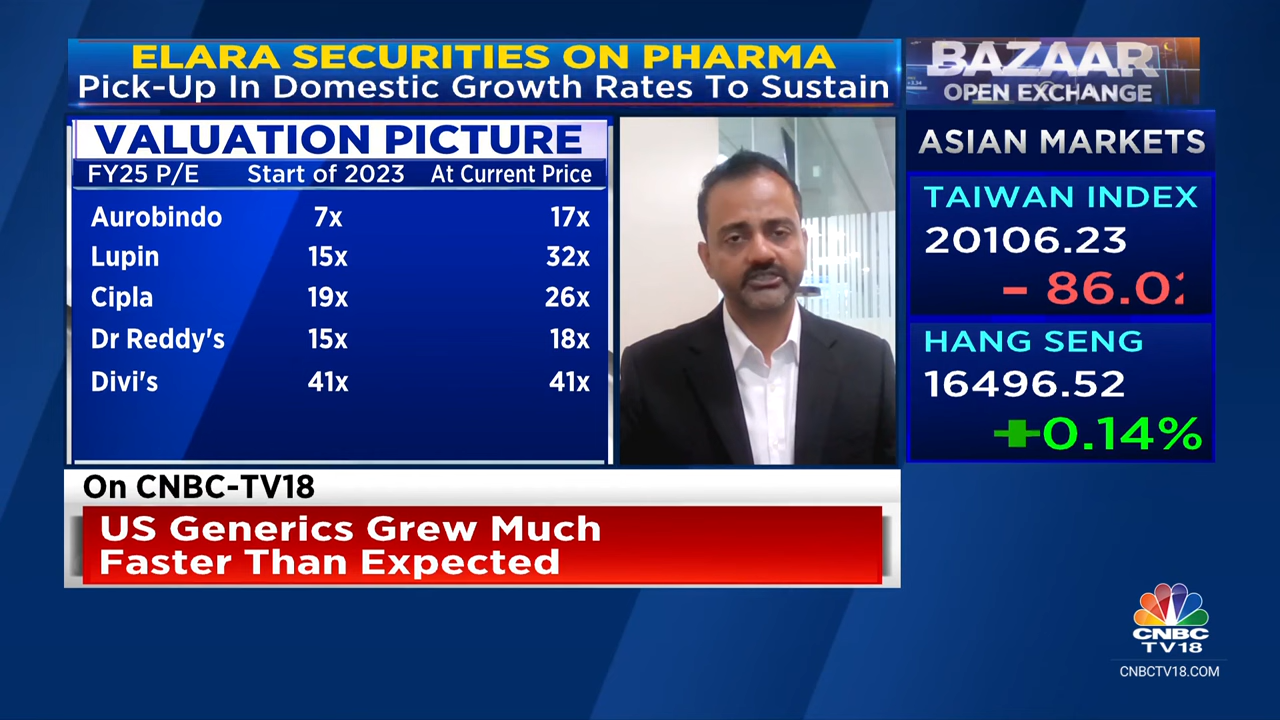 ELARA SECURITIES ON PHARMA
Pick-Up In Domestic Growth Rates To Sustain
BAZAAR
OPEN EXCHANGE
VALUATION PICTURE
FY25 P/E Start of 2023 At Current Price
Aurobindo 7x 17x
Lupin 15x 32x
Cipla 19x 26x
Dr Reddy's 15x 18x
Divi's 41x 41x
ASIAN MARKETS
TAIWAN INDEX
20106.23
HANG SENG
16496.52
+0.14%
On CNBC-TV18
US Generics Grew Much
Faster Than Expected
CNBC
TV18
CNBCTV18.COM